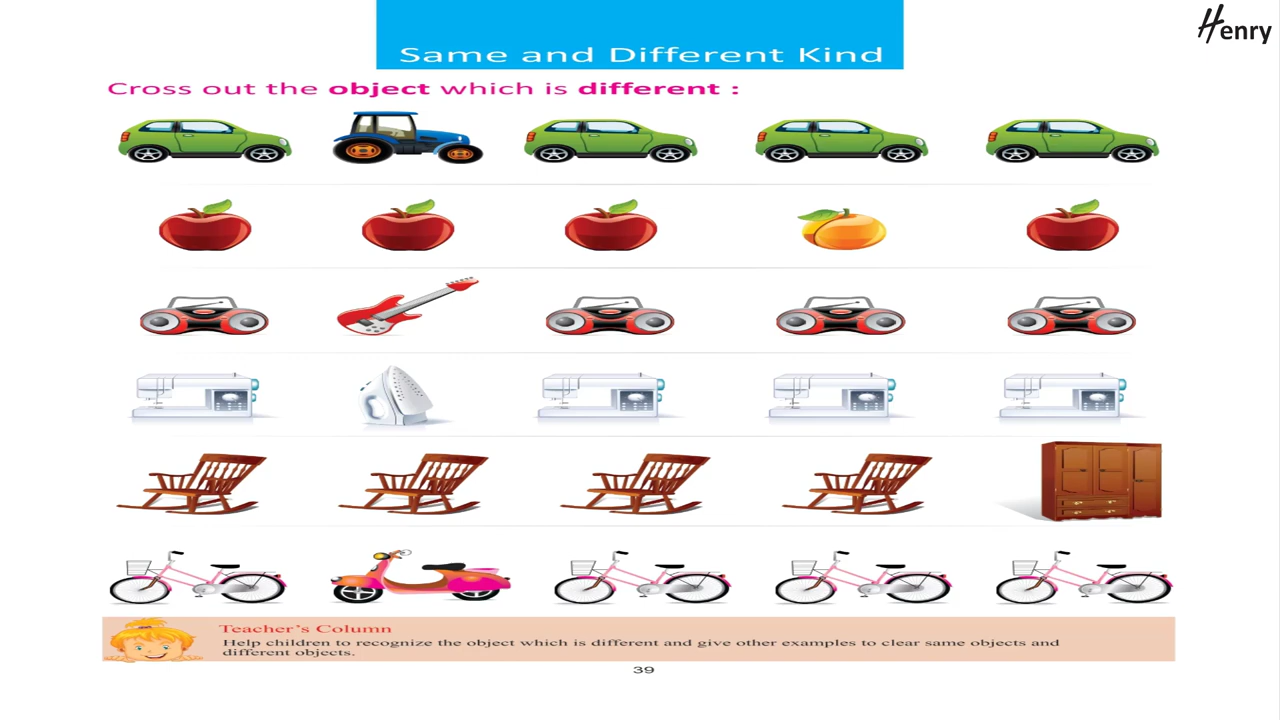 Henry
Same and Different Kind
Cross out the object which is different :
Teacher's Column
Help children to recognize the object which is different and give other examples to clear same objects and
different objects.
39